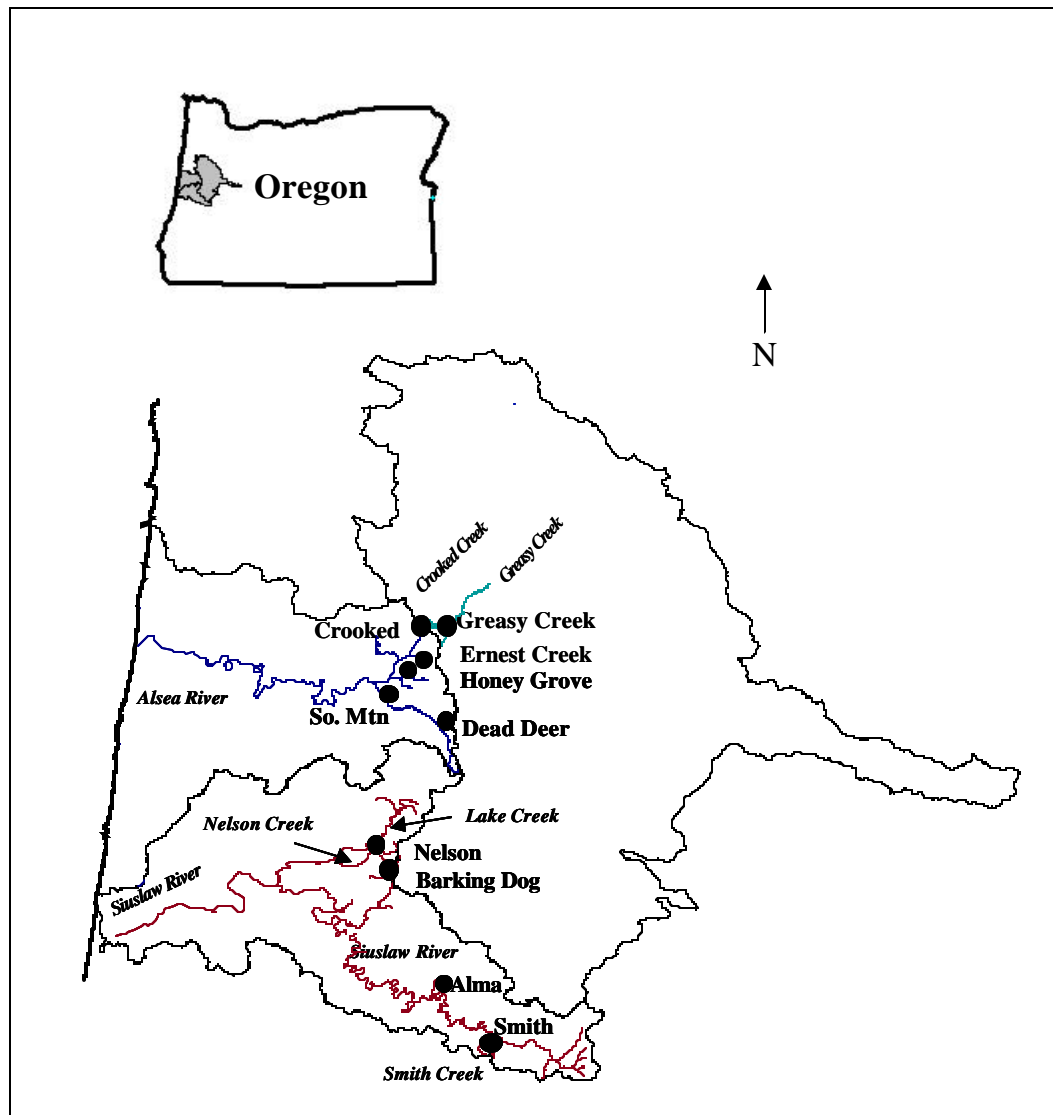 Oregon
N
Crooked Creek
Greasy Creek
Crooked
Greasy Creek
Ernest Creek
Honey Grove
Alsea River
So. Mtn
Dead Deer
Nelson Creek
Lake Creek
Nelson
Barking Dog
Siuslaw River
Siuslaw River
Alma
Smith
Smith Creek